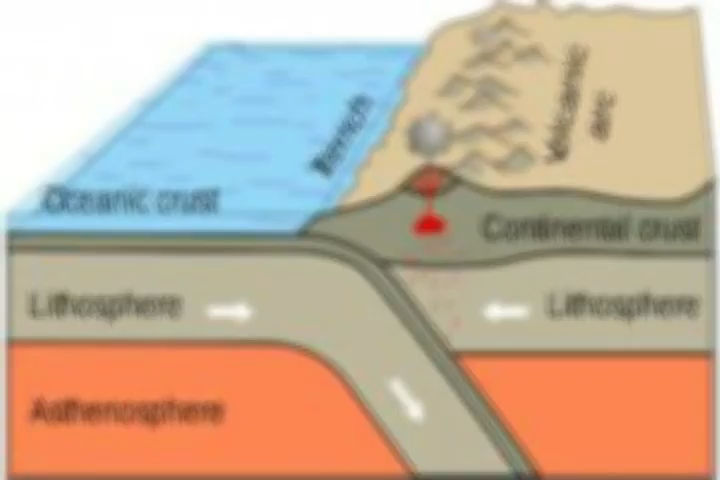 Trench
Volcanic
arc
Oceanic crust
Continental crust
Lithosphere
Lithosphere
Asthenosphere